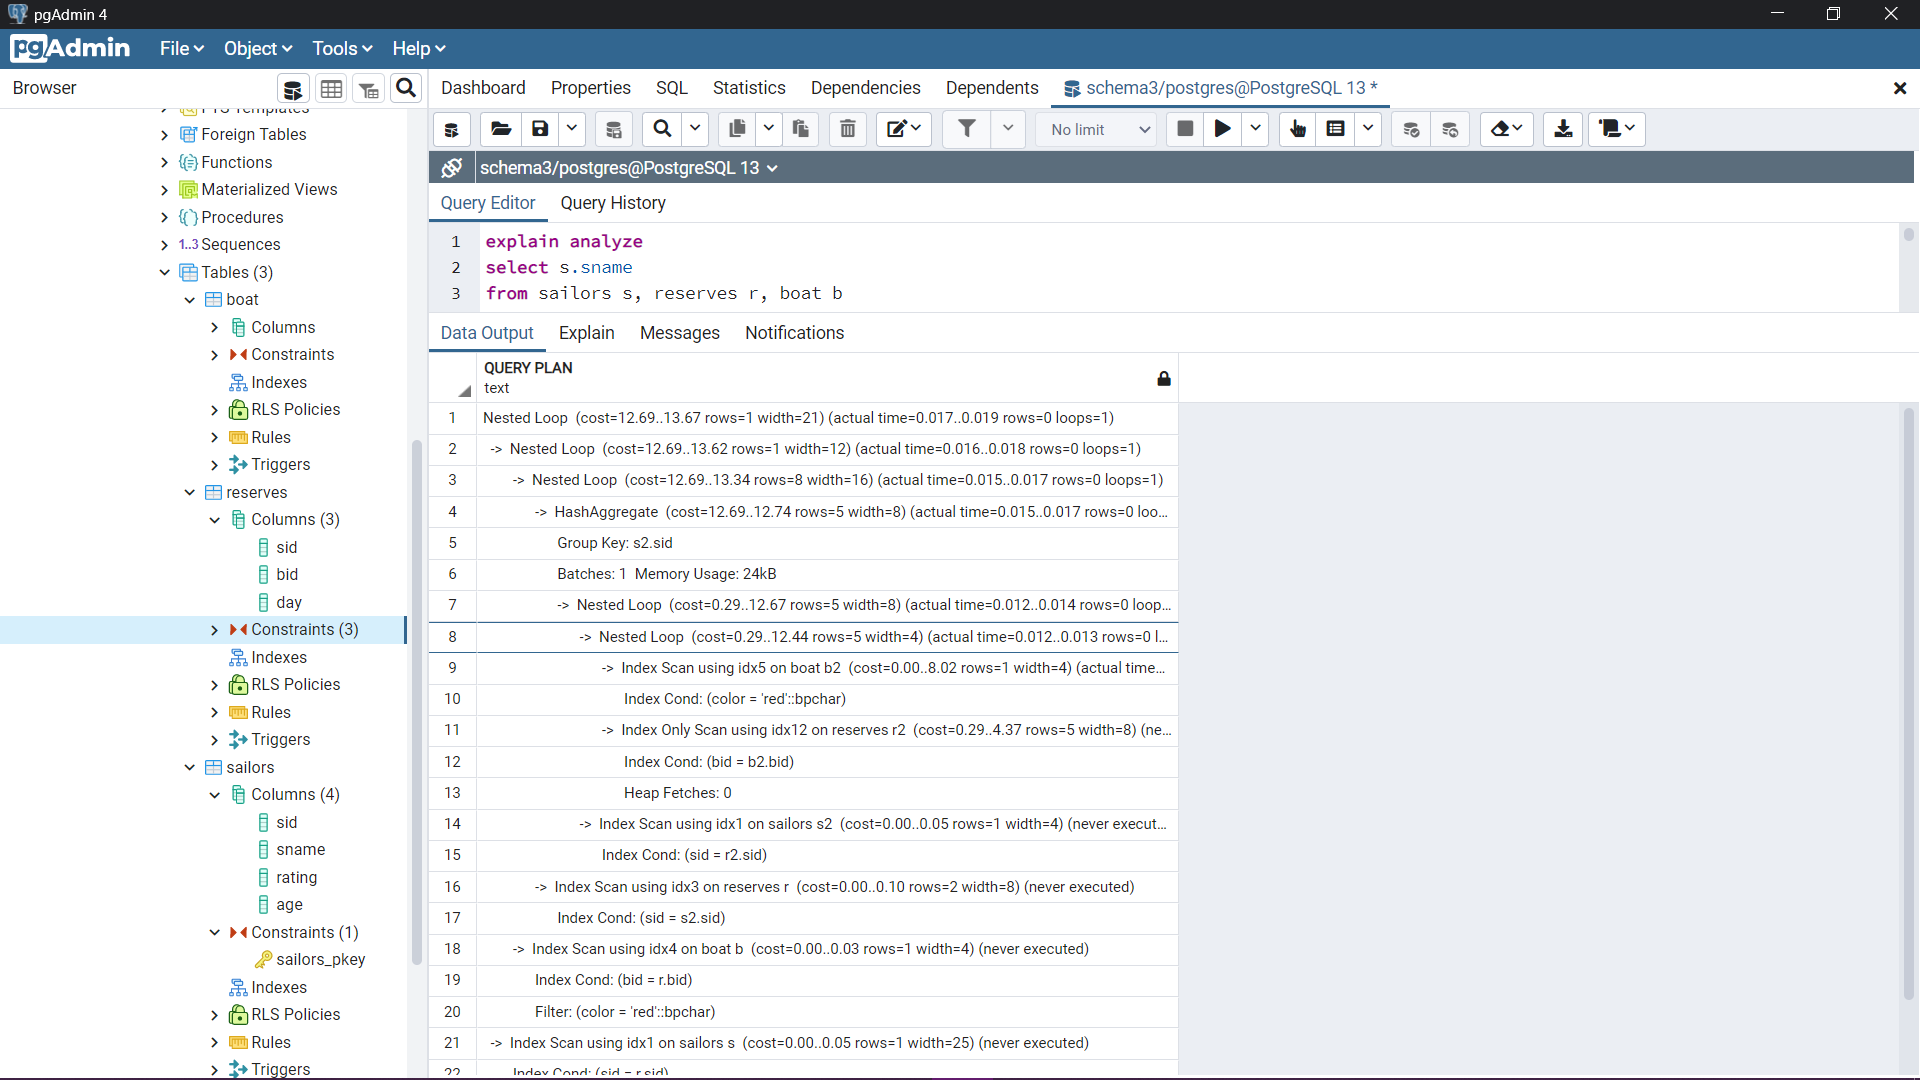 pgAdmin 4
pgAdmin
File
Object
Tools
Help
Browser
Dashboard
Properties
SQL
Statistics
Dependencies
Dependents
schema3/postgres@PostgreSQL 13 *
No limit
schema3/postgres@PostgreSQL 13
Query Editor
Query History
1 explain analyze
2 select s.sname
3 from sailors s, reserves r, boat b
Data Output
Explain
Messages
Notifications
QUERY PLAN
text
1 Nested Loop (cost=12.69..13.67 rows=1 width=21) (actual time=0.017..0.019 rows=0 loops=1)
2 -> Nested Loop (cost=12.69..13.62 rows=1 width=12) (actual time=0.016..0.018 rows=0 loops=1)
3 -> Nested Loop (cost=12.69..13.34 rows=8 width=16) (actual time=0.015..0.017 rows=0 loops=1)
4 -> HashAggregate (cost=12.69..12.74 rows=5 width=8) (actual time=0.015..0.017 rows=0 loo...
5 Group Key: s2.sid
6 Batches: 1 Memory Usage: 24kB
7 -> Nested Loop (cost=0.29..12.67 rows=5 width=8) (actual time=0.012..0.014 rows=0 loop...
8 -> Nested Loop (cost=0.29..12.44 rows=5 width=4) (actual time=0.012..0.013 rows=0 l...
9 -> Index Scan using idx5 on boat b2 (cost=0.00..8.02 rows=1 width=4) (actual time...
10 Index Cond: (color = 'red'::bpchar)
11 -> Index Only Scan using idx12 on reserves r2 (cost=0.29..4.37 rows=5 width=8) (ne...
12 Index Cond: (bid = b2.bid)
13 Heap Fetches: 0
14 -> Index Scan using idx1 on sailors s2 (cost=0.00..0.05 rows=1 width=4) (never execut...
15 Index Cond: (sid = r2.sid)
16 -> Index Scan using idx3 on reserves r (cost=0.00..0.10 rows=2 width=8) (never executed)
17 Index Cond: (sid = s2.sid)
18 -> Index Scan using idx4 on boat b (cost=0.00..0.03 rows=1 width=4) (never executed)
19 Index Cond: (bid = r.bid)
20 Filter: (color = 'red'::bpchar)
21 -> Index Scan using idx1 on sailors s (cost=0.00..0.05 rows=1 width=25) (never executed)
22 Index Cond: (sid = r.sid)
FTS Templates
Foreign Tables
Functions
Materialized Views
Procedures
1..3 Sequences
Tables (3)
boat
Columns
Constraints
Indexes
RLS Policies
Rules
Triggers
reserves
Columns (3)
sid
bid
day
Constraints (3)
Indexes
RLS Policies
Rules
Triggers
sailors
Columns (4)
sid
sname
rating
age
Constraints (1)
sailors_pkey
Indexes
RLS Policies
Rules
Triggers